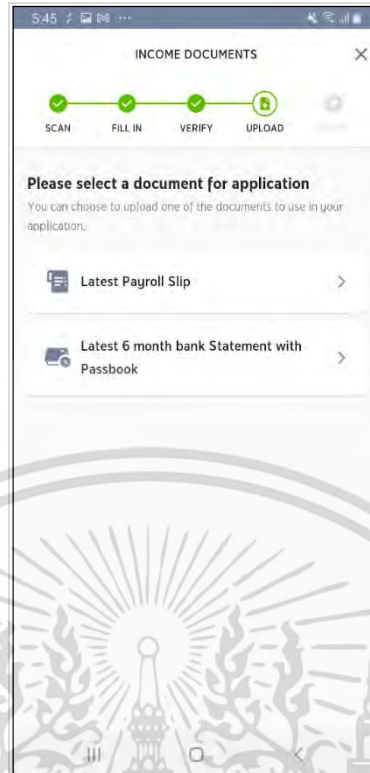 5:45
INCOME DOCUMENTS
SCAN FILL IN VERIFY UPLOAD
Please select a document for application
You can choose to upload one of the documents to use in your
application.
Latest Payroll Slip
Latest 6 month bank Statement with
Passbook